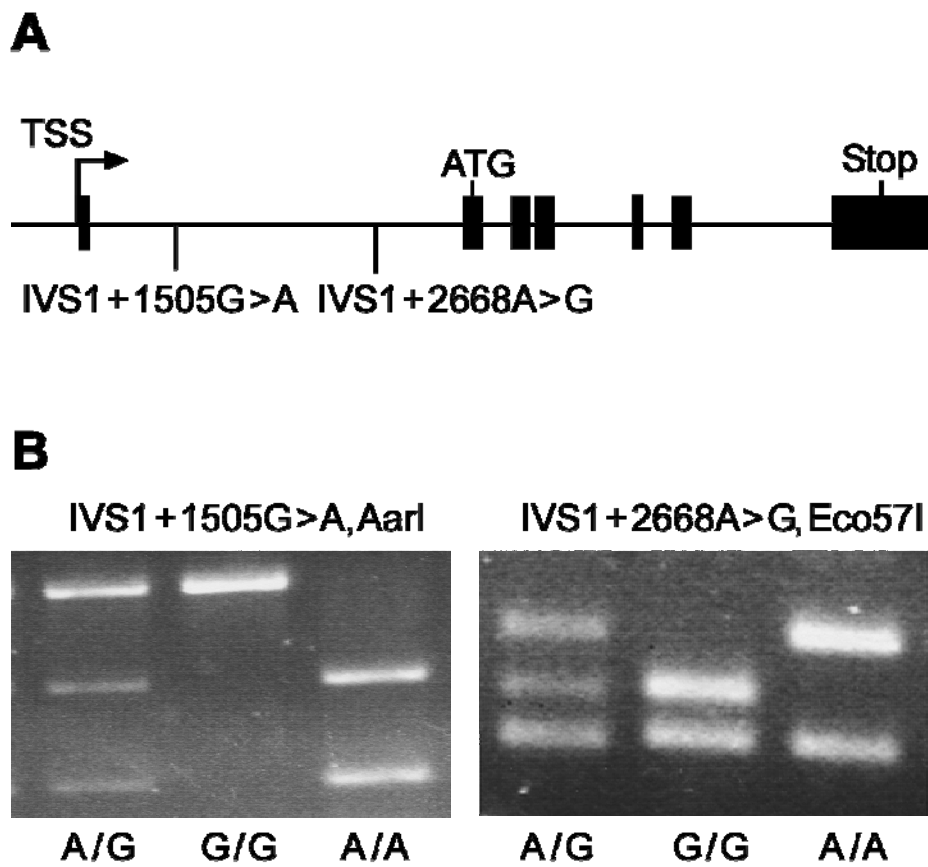 A
TSS
ATG
Stop
IVS1+1505G>A IVS1+2668A>G
B
IVS1+1505G>A, AarI
IVS1+2668A>G, Eco57I
A/G G/G A/A
A/G G/G A/A